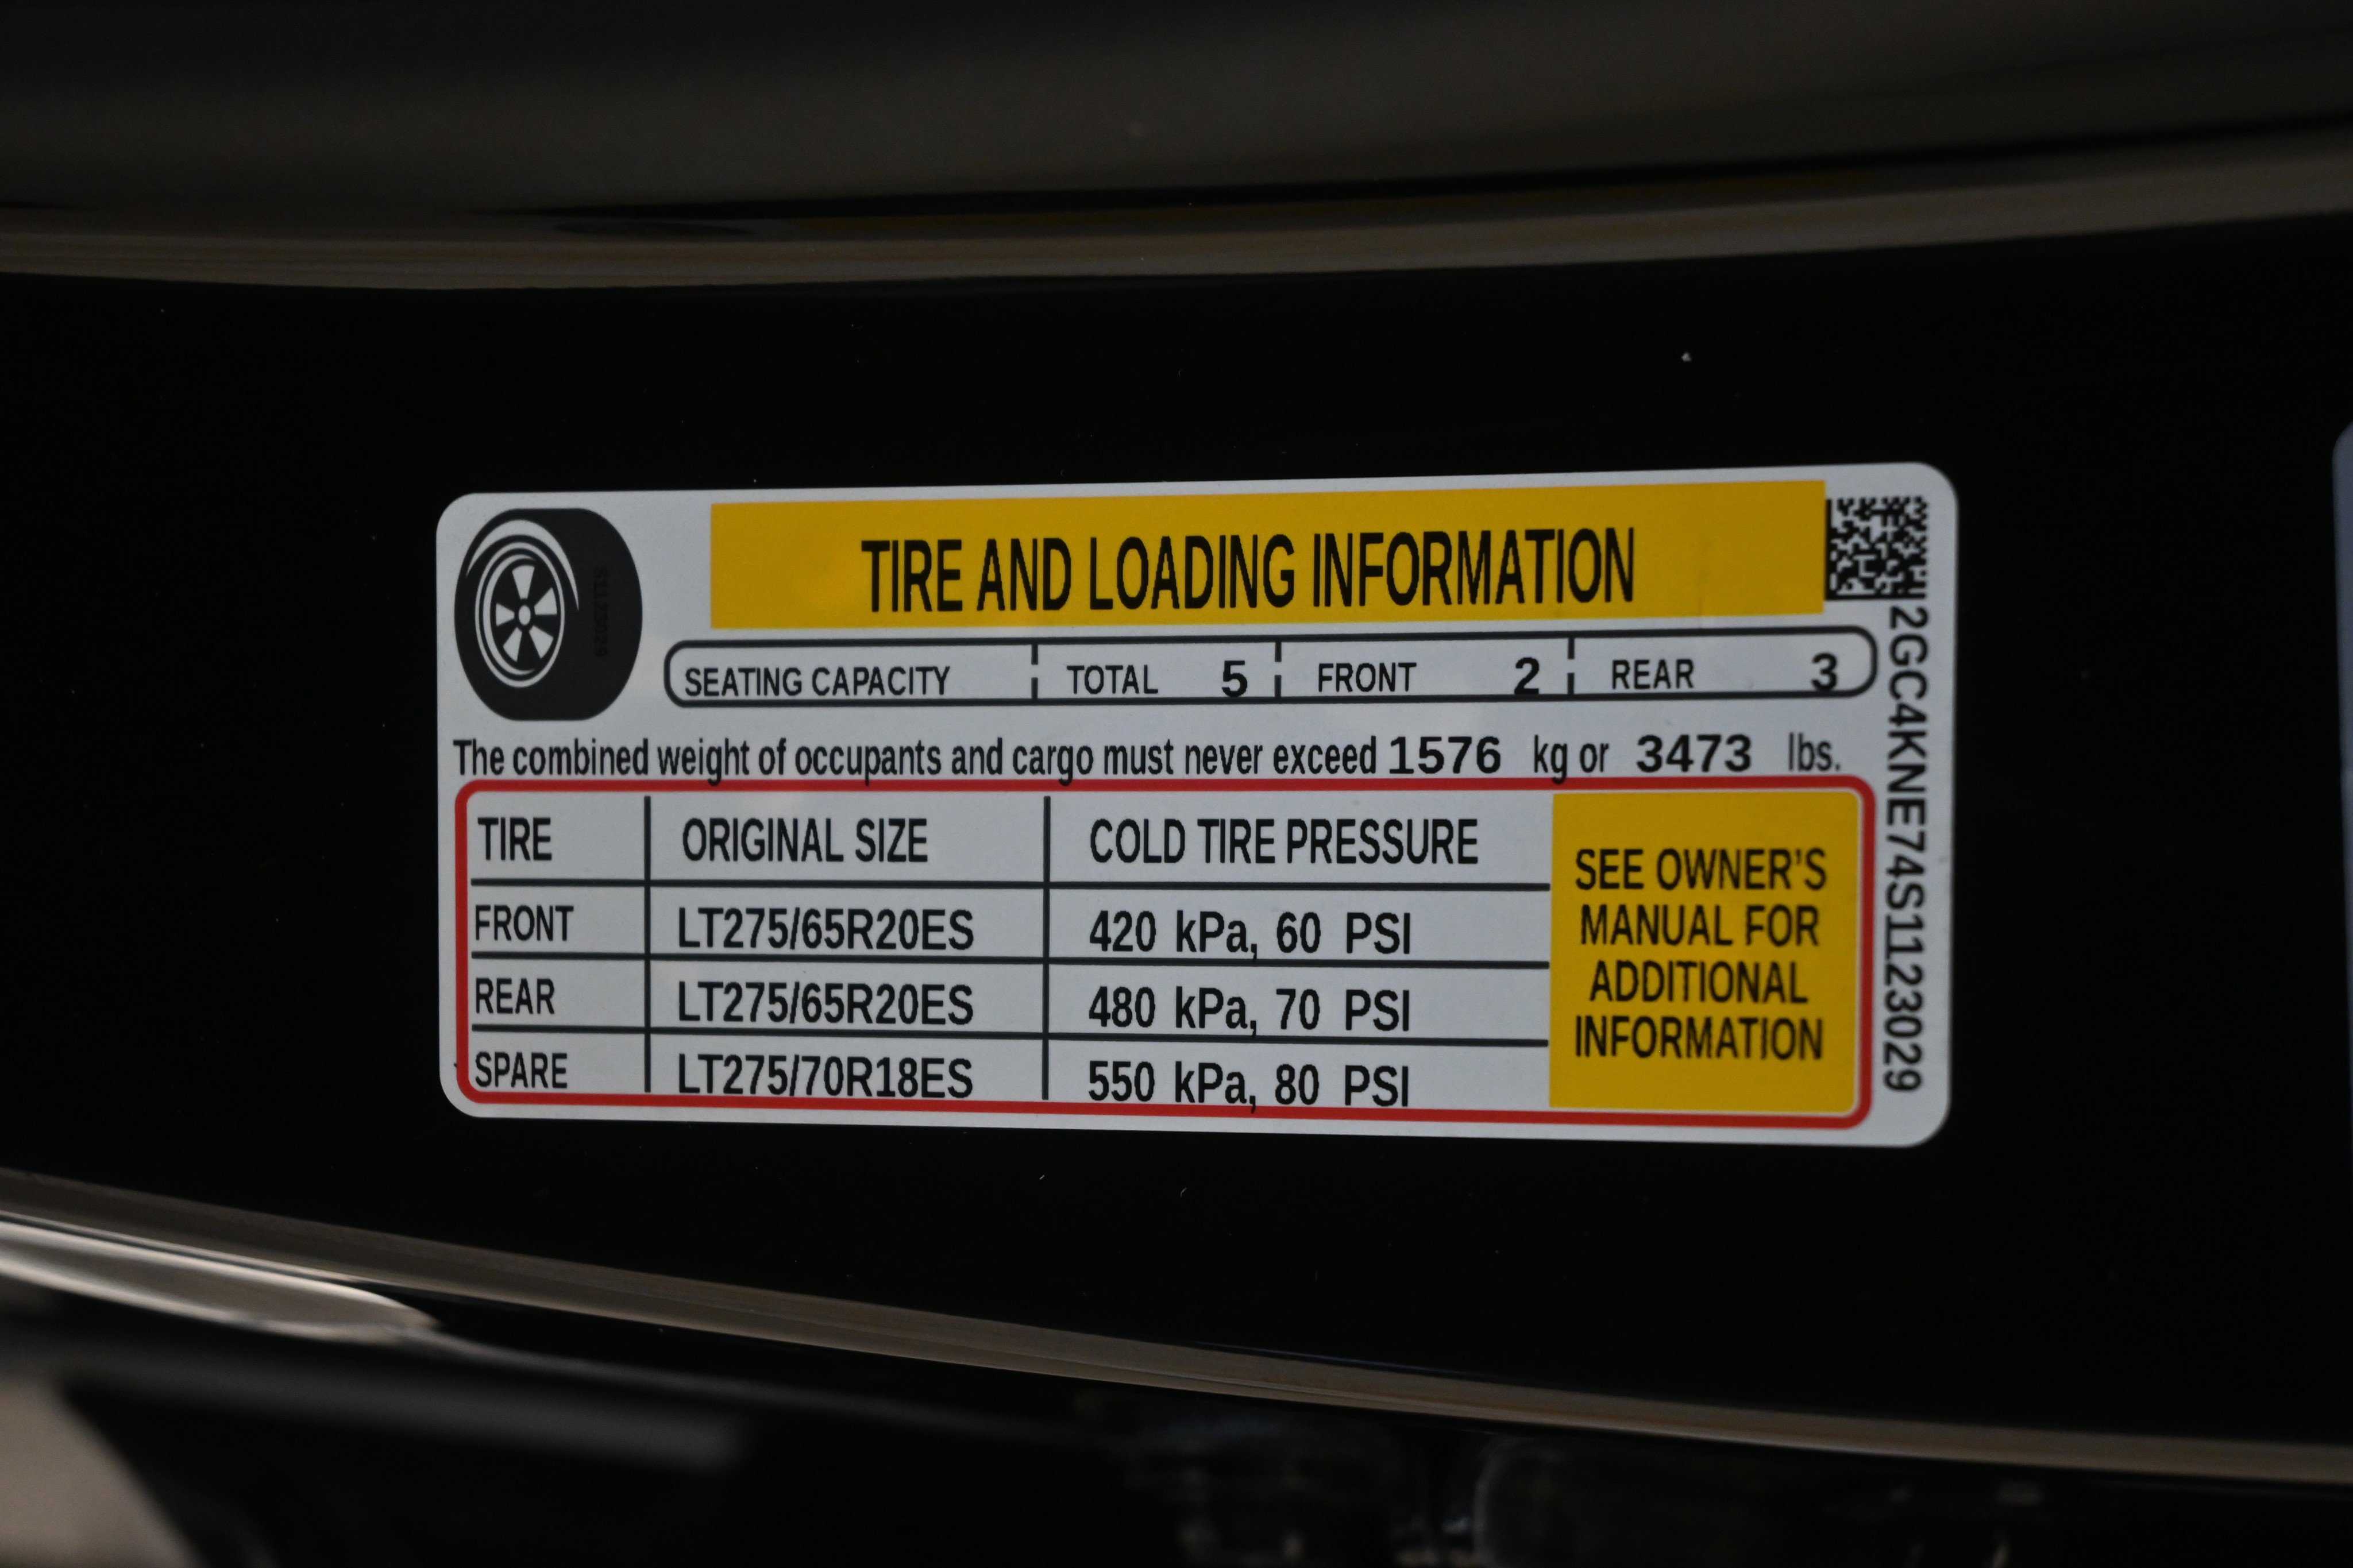 TIRE AND LOADING INFORMATION
SEATING CAPACITY TOTAL 5 FRONT 2 REAR 3
The combined weight of occupants and cargo must never exceed 1576 kg or 3473 lbs.
TIRE ORIGINAL SIZE COLD TIRE PRESSURE
FRONT LT275/65R20ES 420 kPa, 60 PSI
REAR LT275/65R20ES 480 kPa, 70 PSI
SPARE LT275/70R18ES 550 kPa, 80 PSI
SEE OWNER’S
MANUAL FOR
ADDITIONAL
INFORMATION
2GC4KNE74S1123029
S1123029